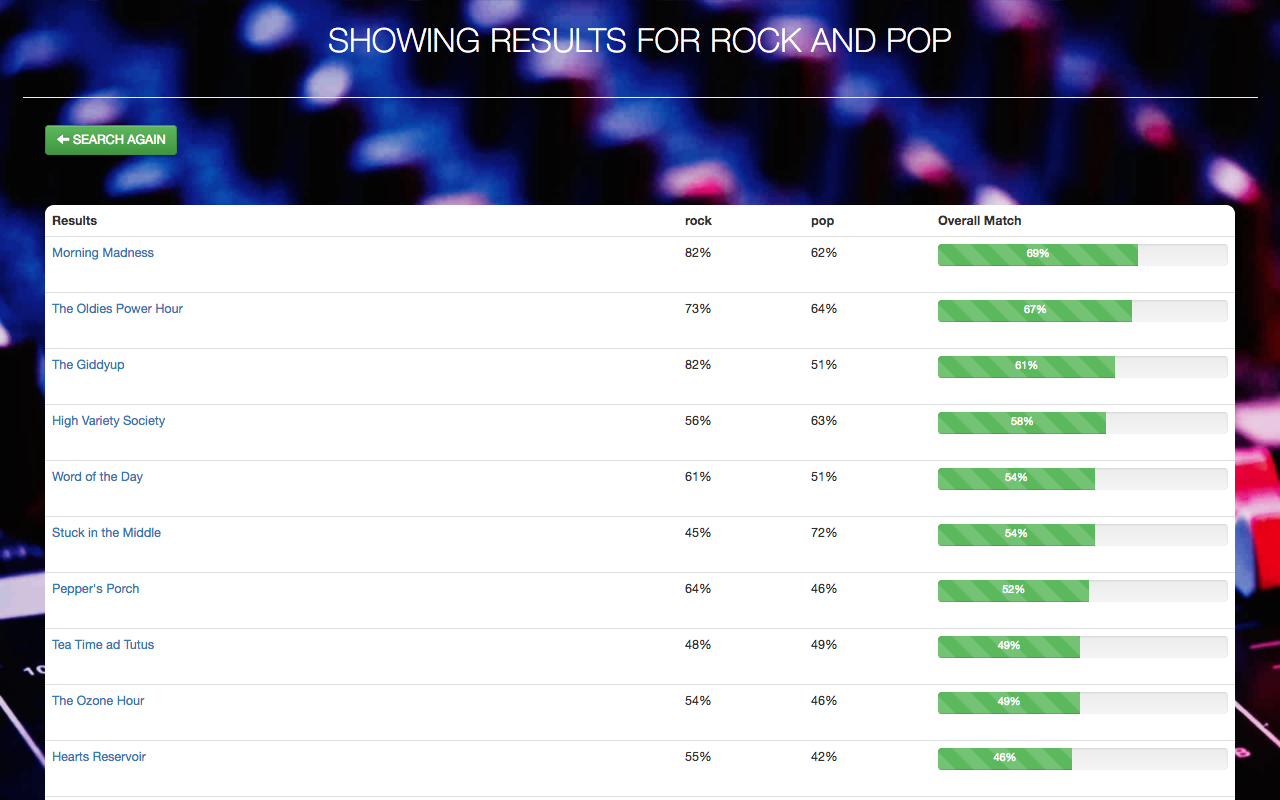 SHOWING RESULTS FOR ROCK AND POP
SEARCH AGAIN
Results rock pop Overall Match
Morning Madness 82% 62% 69%
The Oldies Power Hour 73% 64% 67%
The Giddyup 82% 51% 61%
High Variety Society 56% 63% 58%
Word of the Day 61% 51% 54%
Stuck in the Middle 45% 72% 54%
Pepper's Porch 64% 46% 52%
Tea Time ad Tutus 48% 49% 49%
The Ozone Hour 54% 46% 49%
Hearts Reservoir 55% 42% 46%